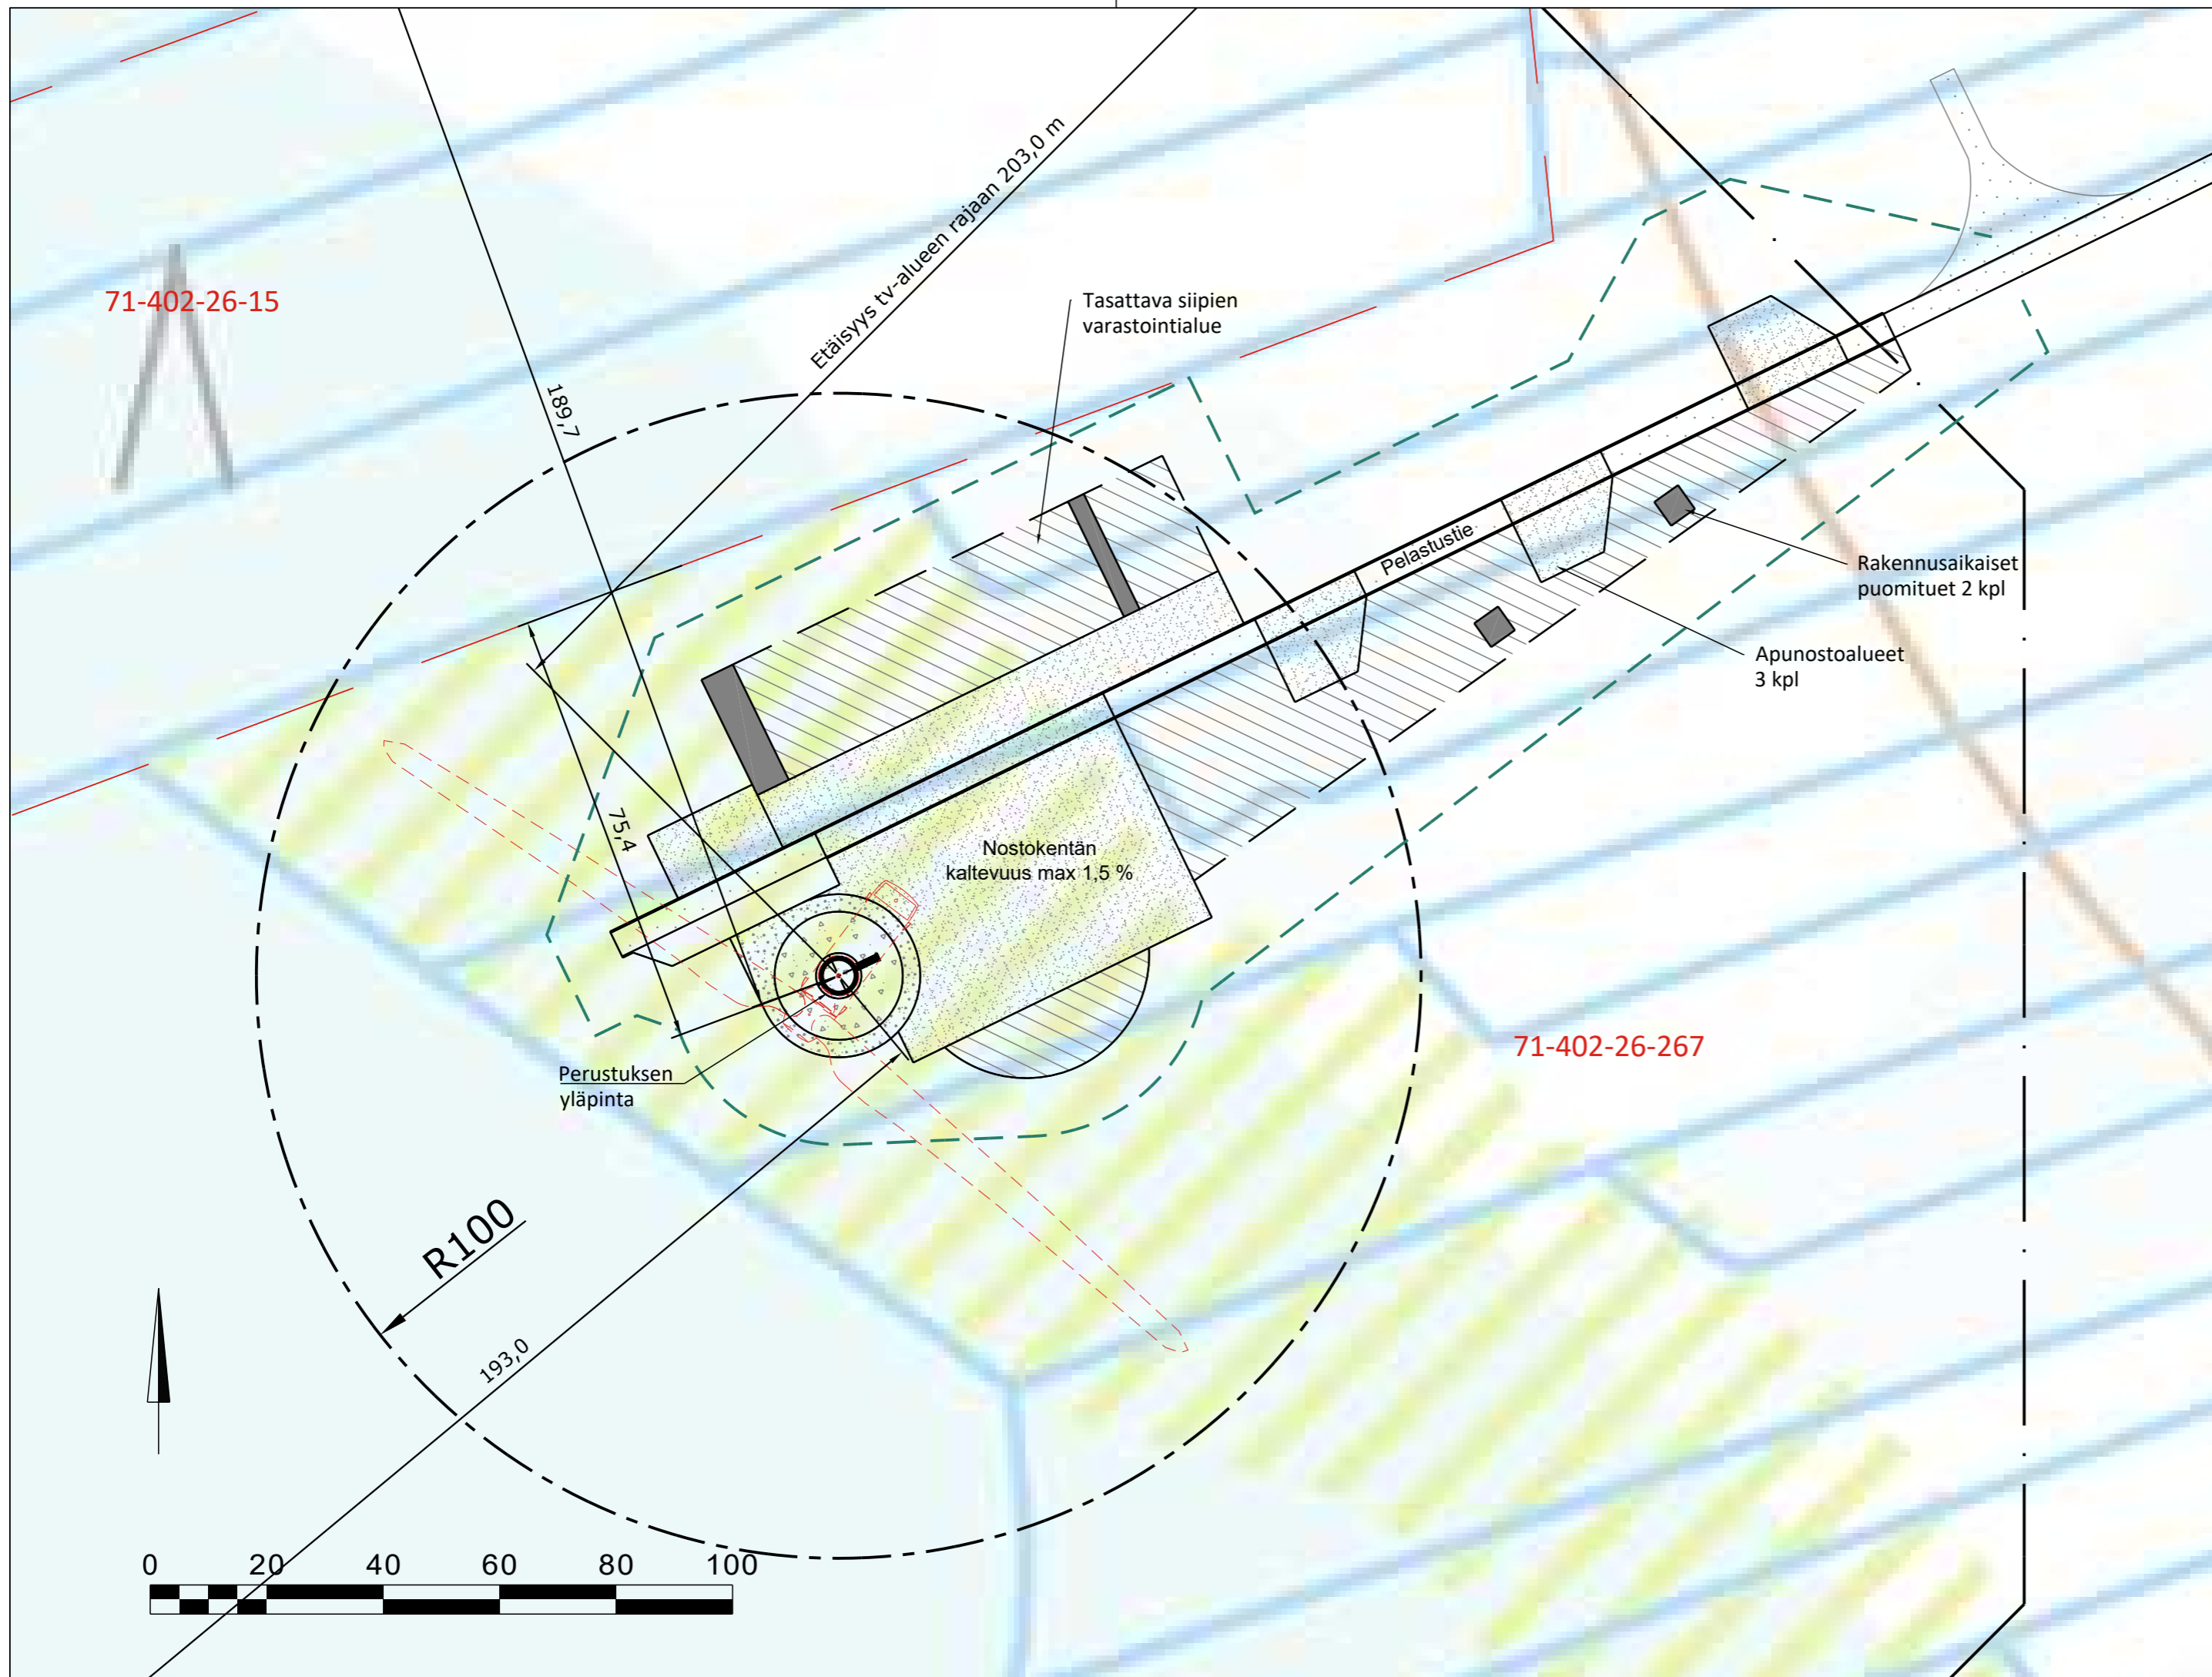 Etäisyys tv-alueen rajaan 203,0 m
71-402-26-15
Tasattava siipien
varastointialue
189,7
Pelastustie
Rakennusaikaiset
puomituet 2 kpl
Apunostoalueet
3 kpl
75,4
Nostokentän
kaltevuus max 1,5 %
71-402-26-267
Perustuksen
yläpinta
R100
193,0
0 20 40 60 80 100